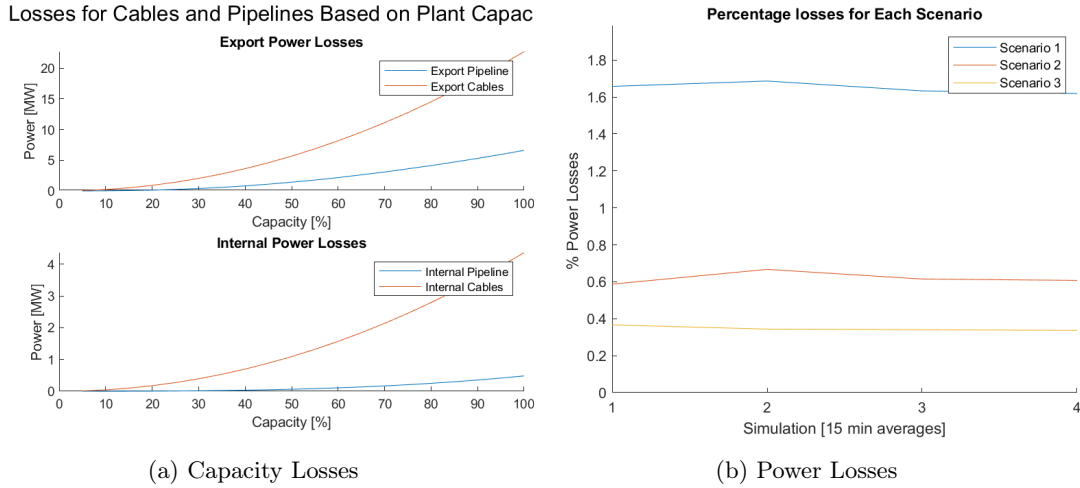 Losses for Cables and Pipelines Based on Plant Capac
Export Power Losses
Power [MW]
20
15
10
5
0
Export Pipeline
Export Cables
0 10 20 30 40 50 60 70 80 90 100
Capacity [%]
Internal Power Losses
Power [MW]
4
3
2
1
0
Internal Pipeline
Internal Cables
0 10 20 30 40 50 60 70 80 90 100
Capacity [%]
(a) Capacity Losses
Percentage losses for Each Scenario
% Power Losses
1.8
1.6
1.4
1.2
1
0.8
0.6
0.4
0.2
0
Scenario 1
Scenario 2
Scenario 3
1 2 3 4
Simulation [15 min averages]
(b) Power Losses